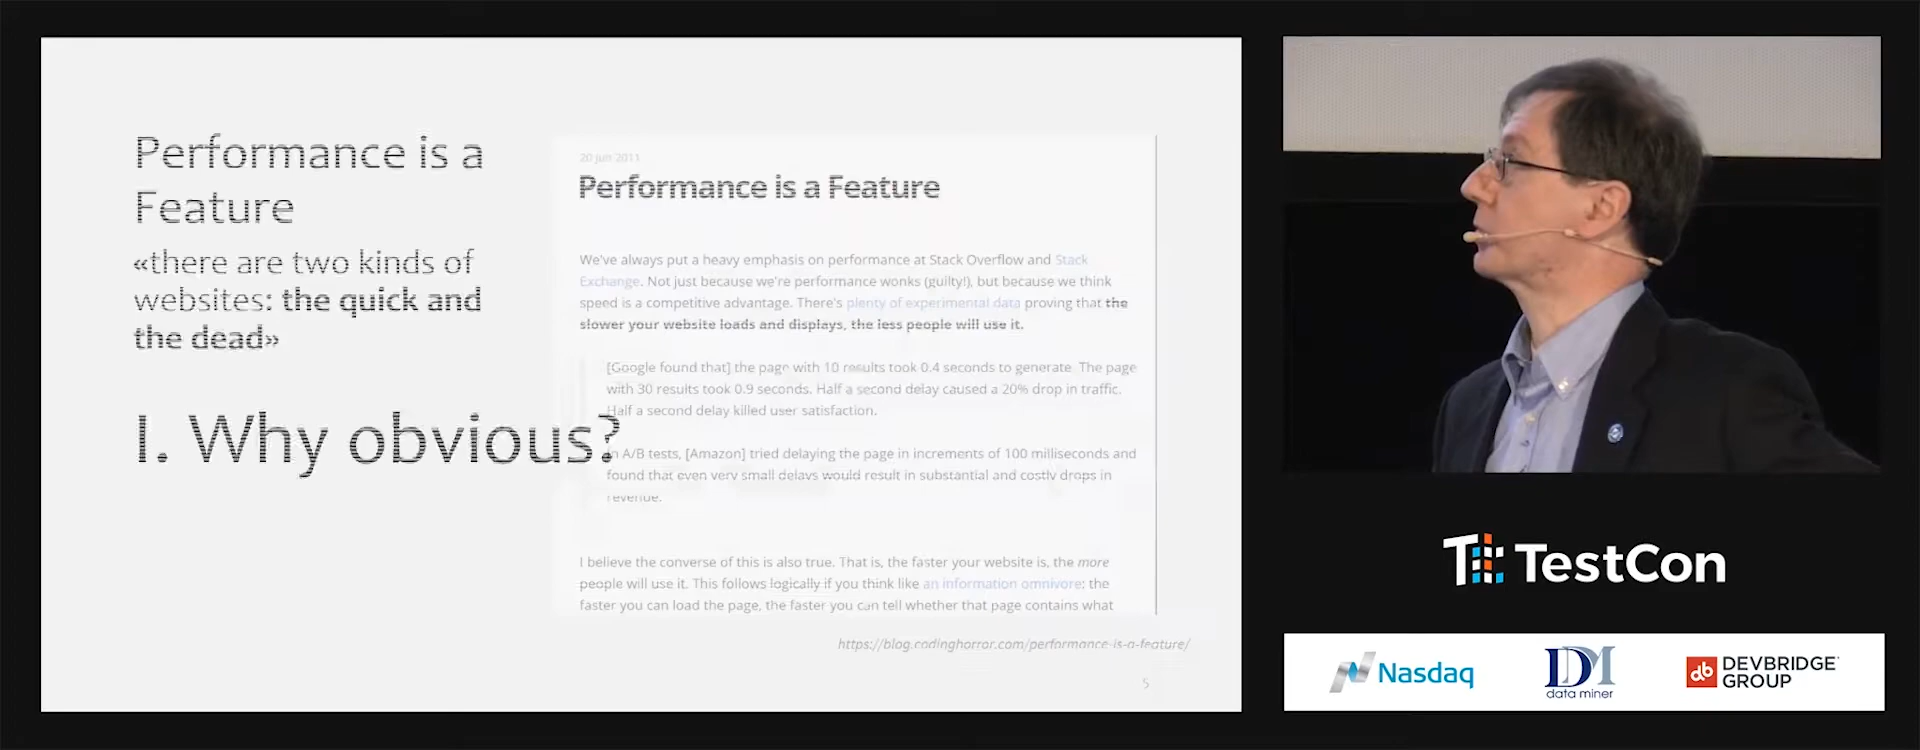 Performance is a
Feature
«there are two kinds of
websites: the quick and
the dead»
I. Why obvious?
20 Jun 2011
Performance is a Feature
We've always put a heavy emphasis on performance at Stack Overflow and Stack
Exchange. Not just because we're performance wonks (guilty!), but because we think
speed is a competitive advantage. There's plenty of experimental data proving that the
slower your website loads and displays, the less people will use it.
[Google found that] the page with 10 results took 0.4 seconds to generate. The page
with 30 results took 0.9 seconds. Half a second delay caused a 20% drop in traffic.
Half a second delay killed user satisfaction.
In A/B tests, [Amazon] tried delaying the page in increments of 100 milliseconds and
found that even very small delays would result in substantial and costly drops in
revenue.
I believe the converse of this is also true. That is, the faster your website is, the more
people will use it. This follows logically if you think like an information omnivore: the
faster you can load the page, the faster you can tell whether that page contains what
https://blog.codinghorror.com/performance-is-a-feature/
5
TestCon
Nasdaq
DM
data miner
db DEVBRIDGE
GROUP